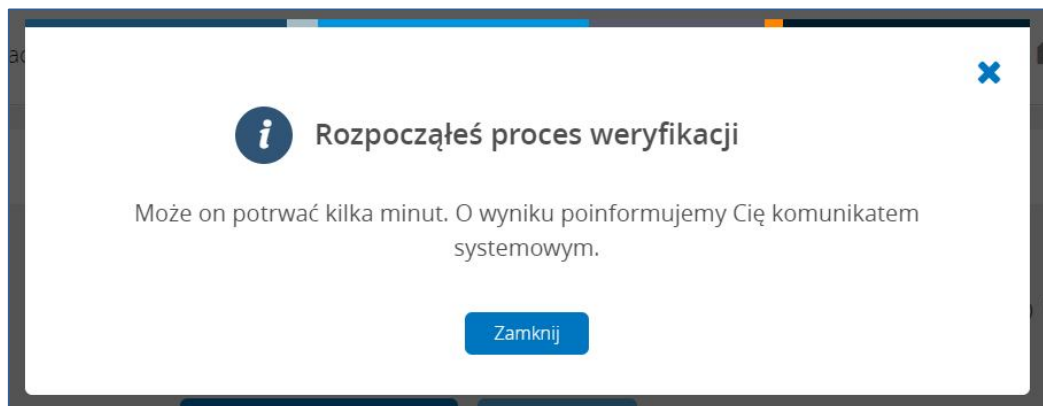 Rozpocząłeś proces weryfikacji
Może on potrwać kilka minut. O wyniku poinformujemy Cię komunikatem
systemowym.
Zamknij